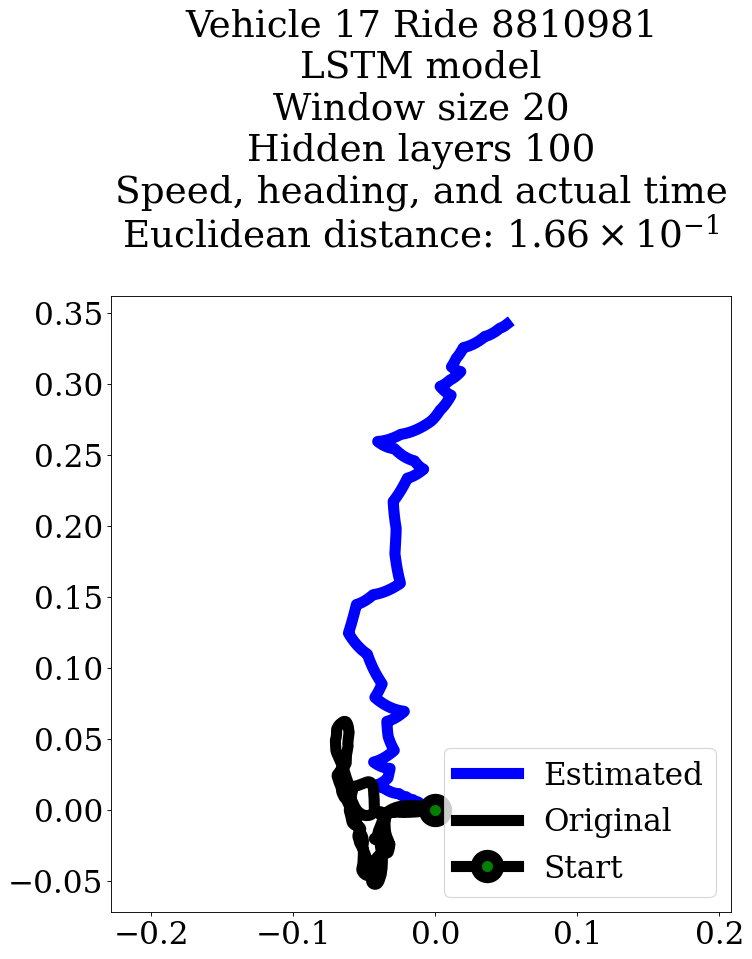 Vehicle 17 Ride 8810981
LSTM model
Window size 20
Hidden layers 100
Speed, heading, and actual time
Euclidean distance: 1.66 × 10⁻¹
0.35
0.30
0.25
0.20
0.15
0.10
0.05
0.00
−0.05
Estimated
Original
Start
−0.2 −0.1 0.0 0.1 0.2